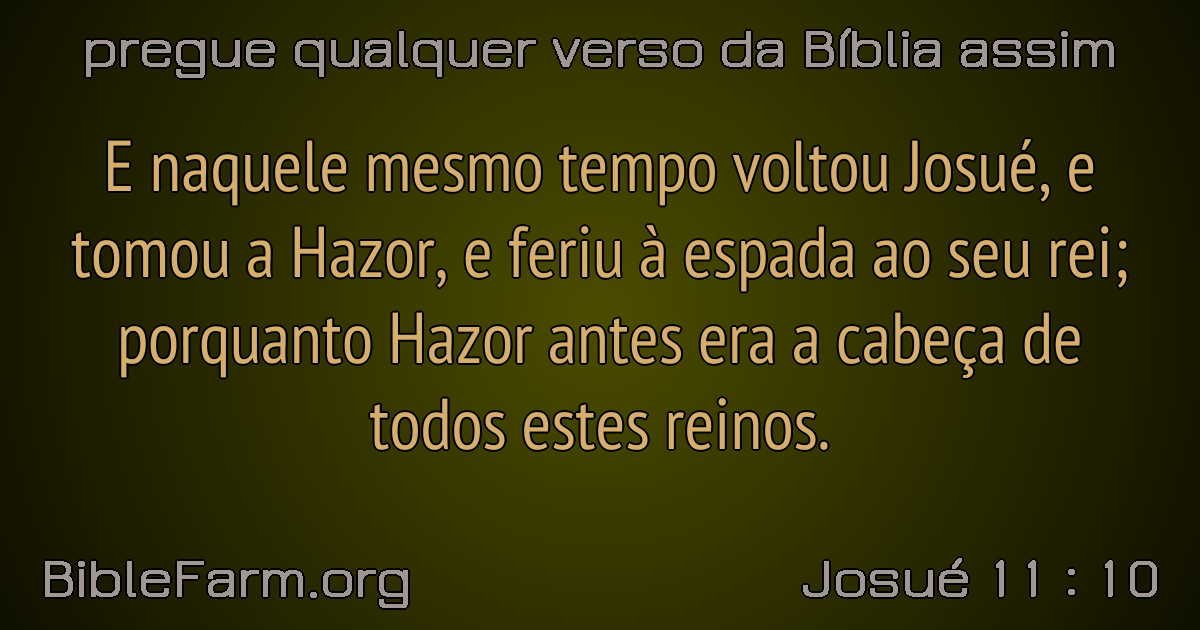 pregue qualquer verso da Bíblia assim
E naquele mesmo tempo voltou Josué, e
tomou a Hazor, e feriu à espada ao seu rei;
porquanto Hazor antes era a cabeça de
todos estes reinos.
BibleFarm.org
Josué 11 : 10